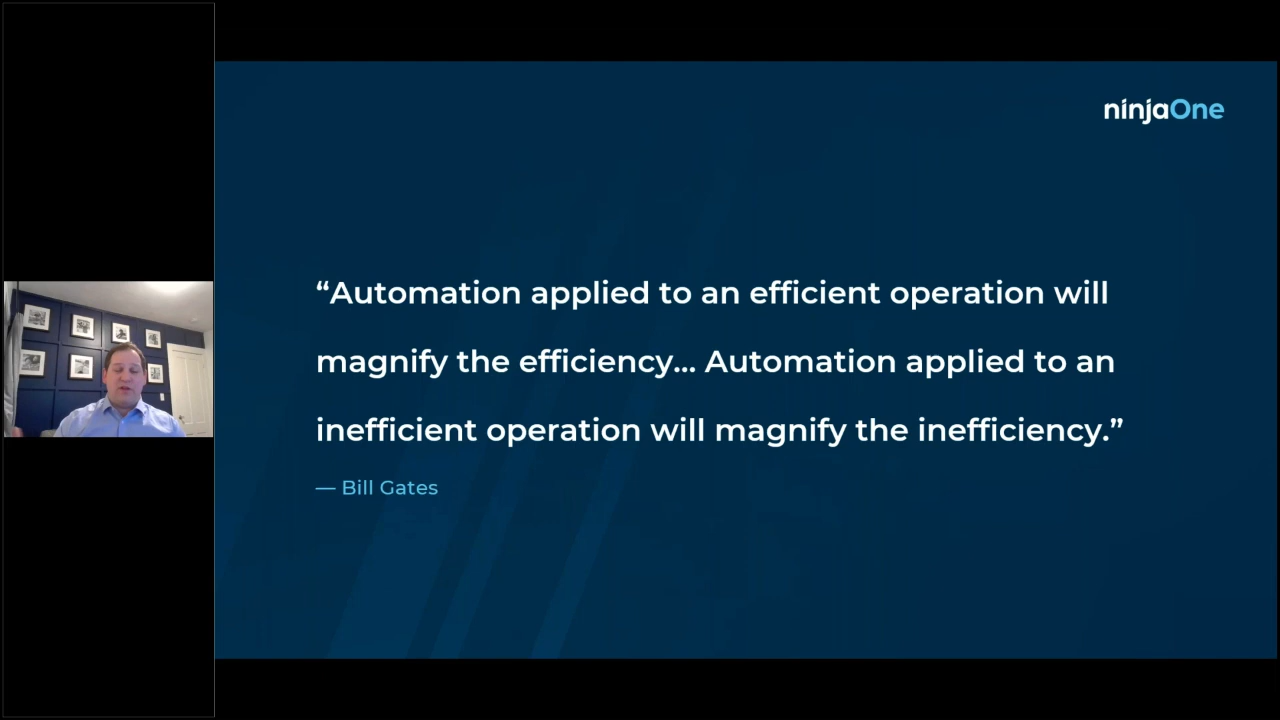 ninjaOne
“Automation applied to an efficient operation will
magnify the efficiency... Automation applied to an
inefficient operation will magnify the inefficiency.”
— Bill Gates